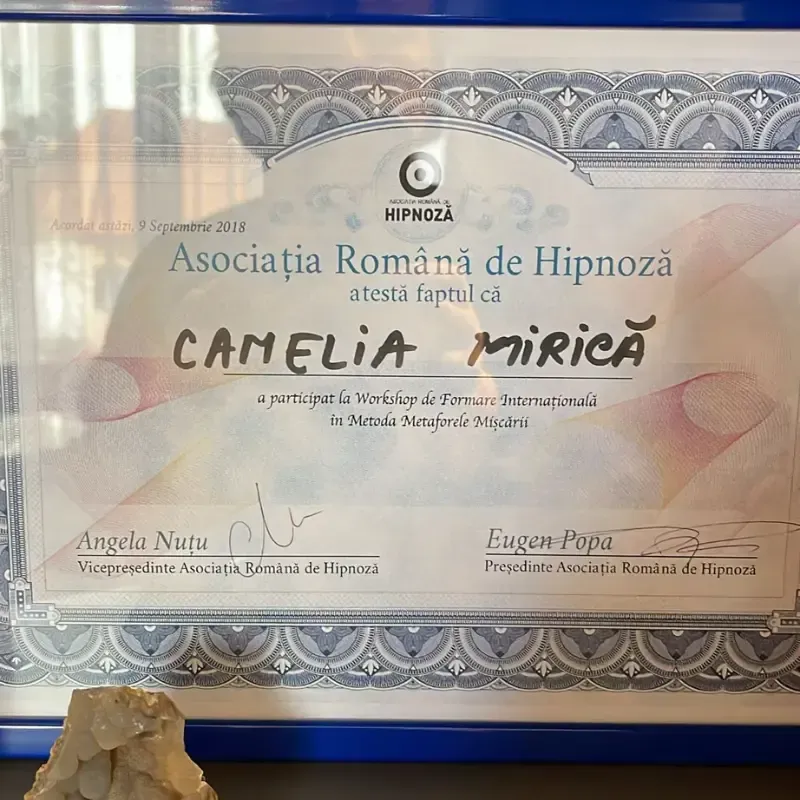 ASOCIAȚIA ROMÂNĂ DE
HIPNOZĂ
Acordat astăzi, 9 Septembrie 2018
Asociația Română de Hipnoză
atestă faptul că
CAMELIA MIRICĂ
a participat la Workshop de Formare Internațională
în Metoda Metaforele Mișcării
Angela Nuțu
Vicepreședinte Asociația Română de Hipnoză
Eugen Popa
Președinte Asociația Română de Hipnoză